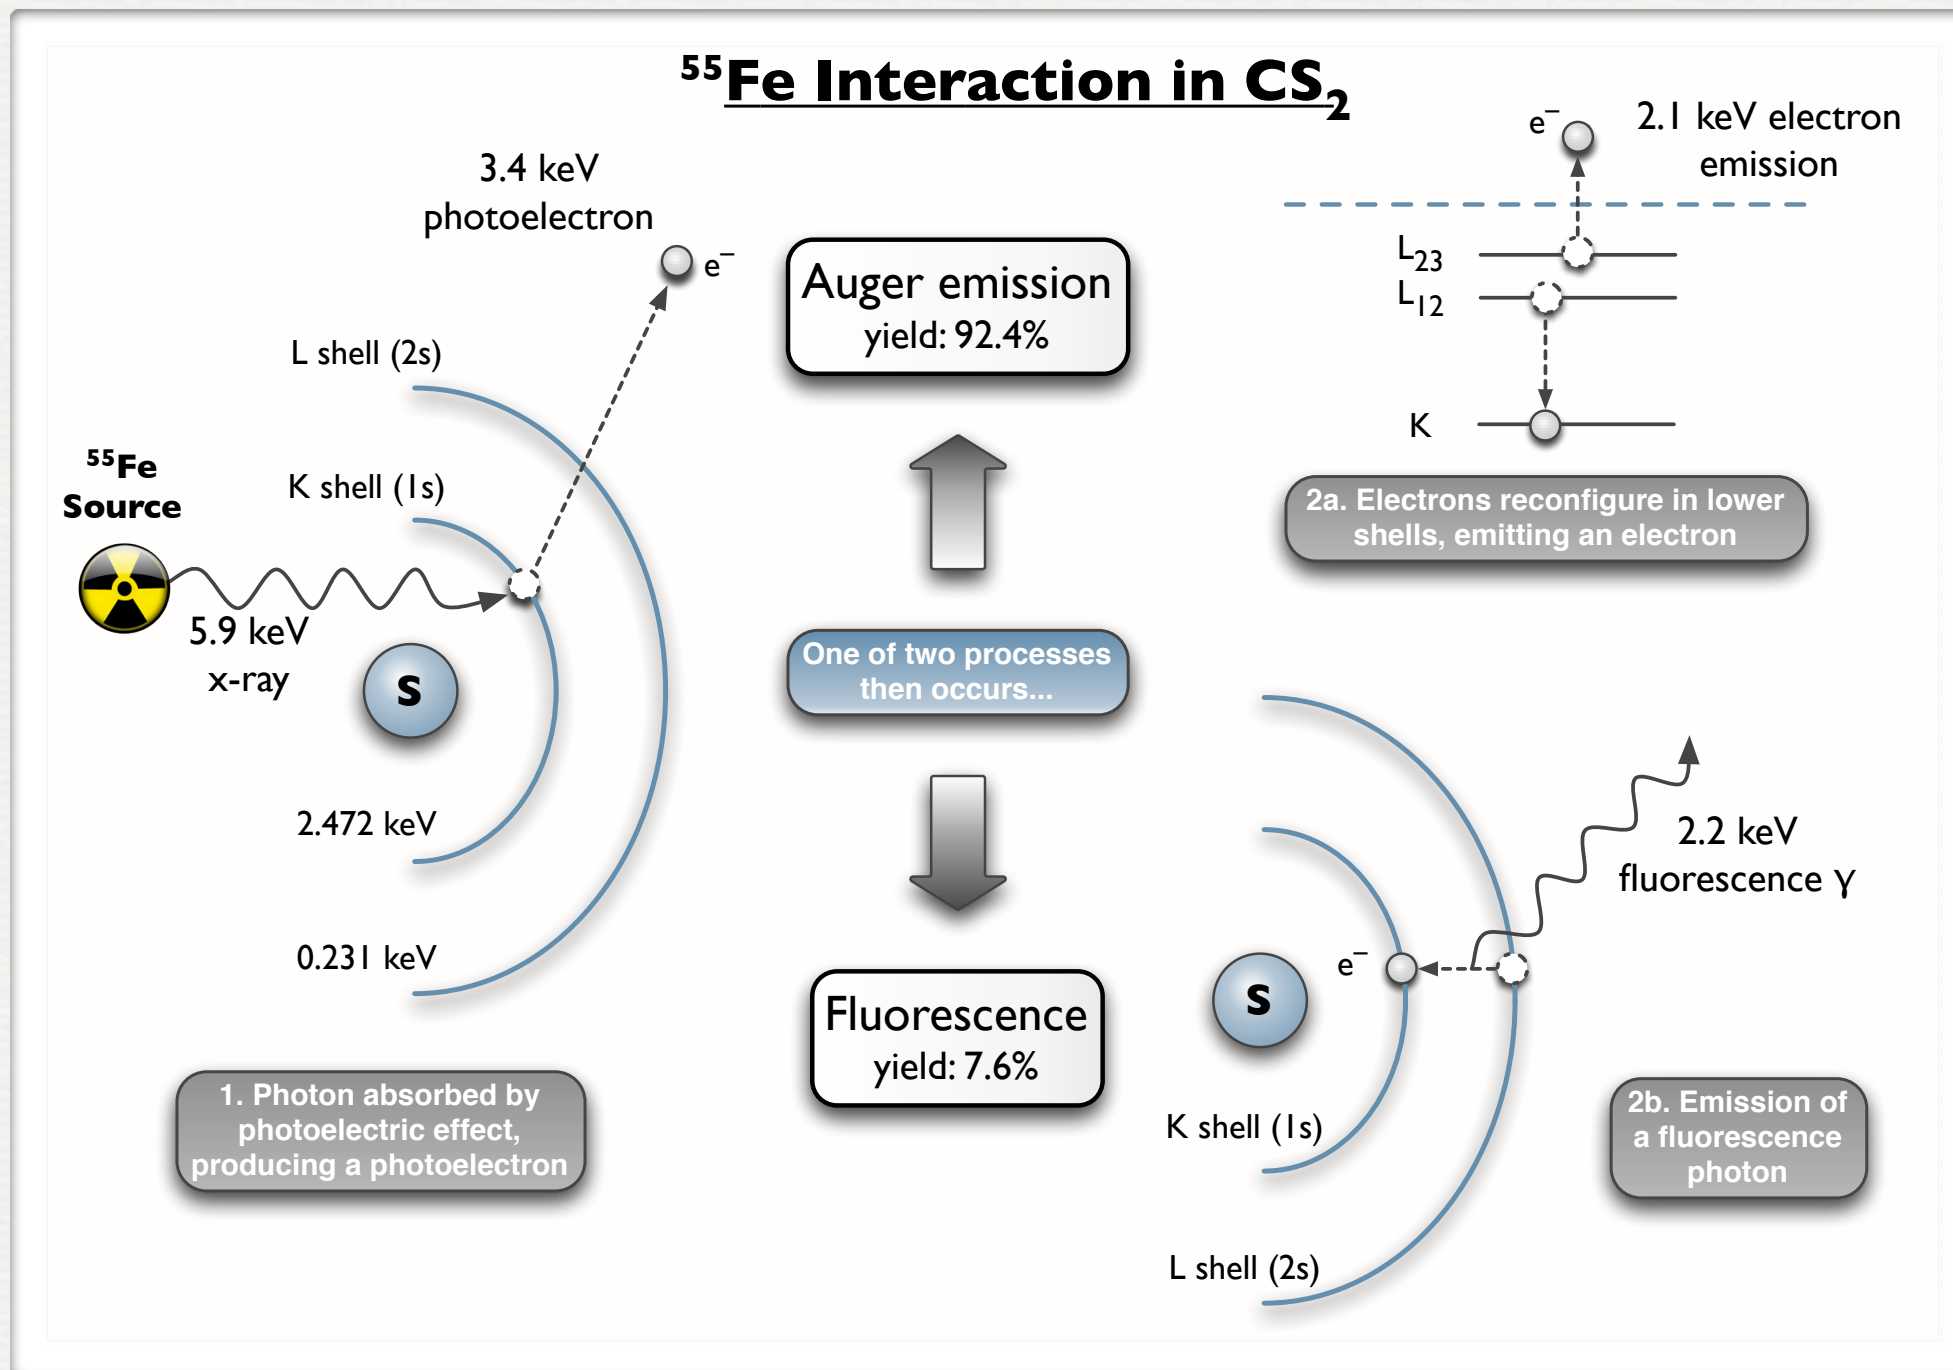 ⁵⁵Fe Interaction in CS₂
3.4 keV
photoelectron
e⁻
L shell (2s)
K shell (1s)
⁵⁵Fe
Source
5.9 keV
x-ray
S
2.472 keV
0.231 keV
1. Photon absorbed by
photoelectric effect,
producing a photoelectron
Auger emission
yield: 92.4%
One of two processes
then occurs...
Fluorescence
yield: 7.6%
e⁻
2.1 keV electron
emission
L₂₃
L₁₂
K
2a. Electrons reconfigure in lower
shells, emitting an electron
2.2 keV
fluorescence γ
e⁻
S
K shell (1s)
L shell (2s)
2b. Emission of
a fluorescence
photon